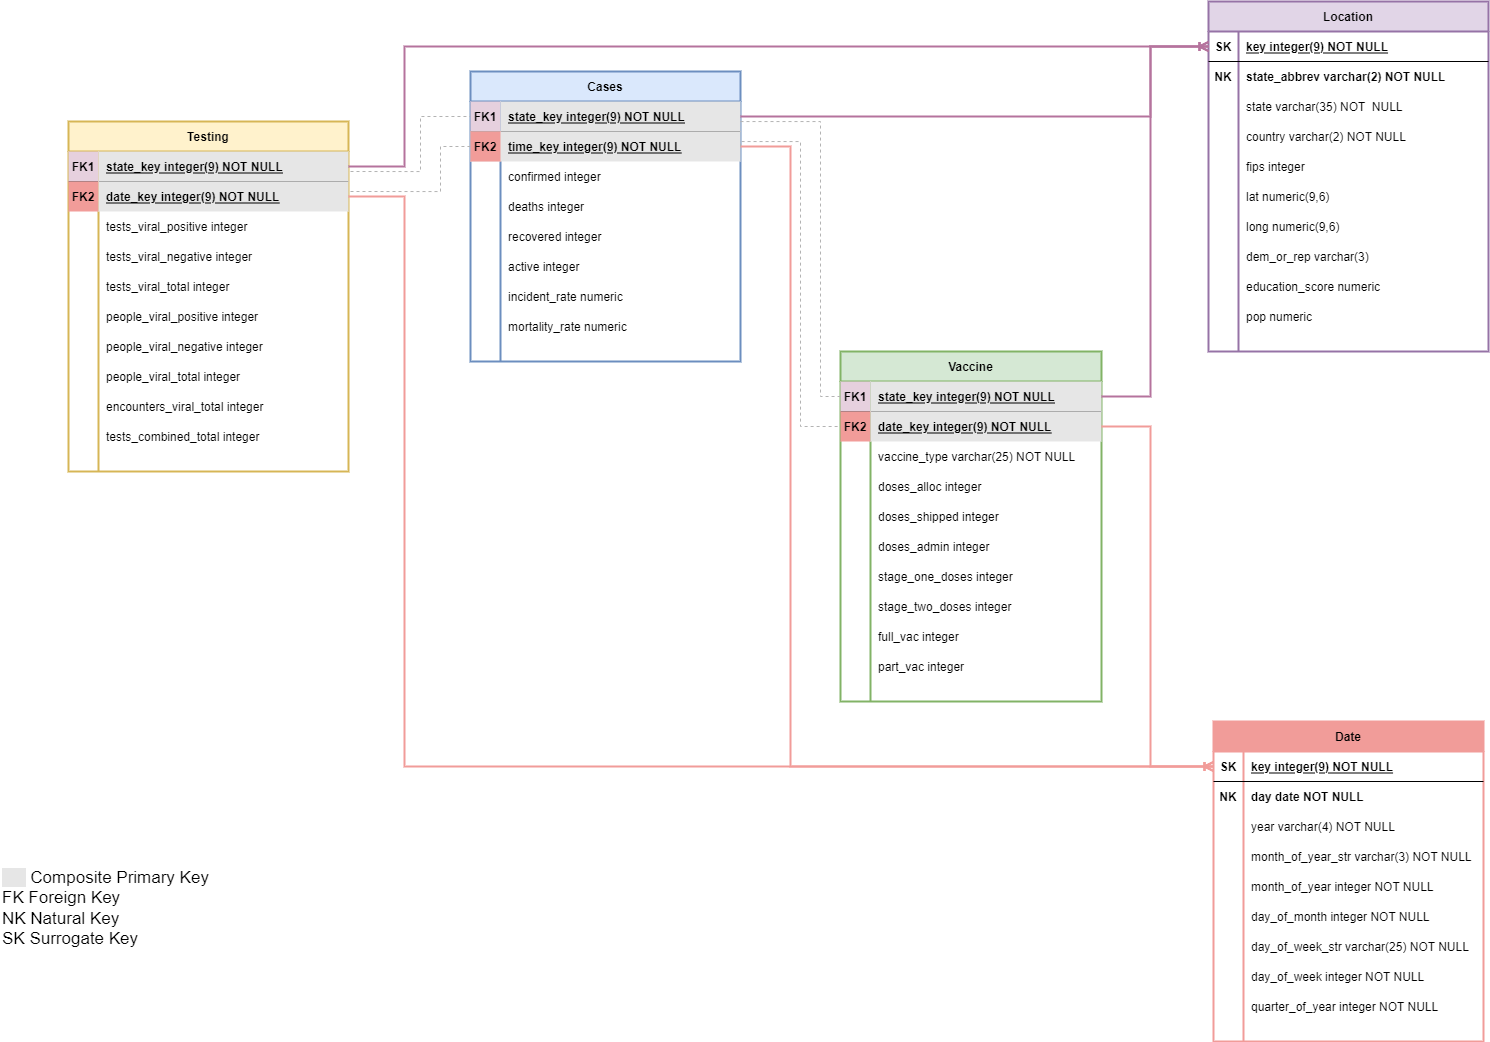 Location
SK key integer(9) NOT NULL
NK state_abbrev varchar(2) NOT NULL
state varchar(35) NOT  NULL
country varchar(2) NOT NULL
fips integer
lat numeric(9,6)
long numeric(9,6)
dem_or_rep varchar(3)
education_score numeric
pop numeric
Cases
FK1 state_key integer(9) NOT NULL
FK2 time_key integer(9) NOT NULL
confirmed integer
deaths integer
recovered integer
active integer
incident_rate numeric
mortality_rate numeric
Testing
FK1 state_key integer(9) NOT NULL
FK2 date_key integer(9) NOT NULL
tests_viral_positive integer
tests_viral_negative integer
tests_viral_total integer
people_viral_positive integer
people_viral_negative integer
people_viral_total integer
encounters_viral_total integer
tests_combined_total integer
Vaccine
FK1 state_key integer(9) NOT NULL
FK2 date_key integer(9) NOT NULL
vaccine_type varchar(25) NOT NULL
doses_alloc integer
doses_shipped integer
doses_admin integer
stage_one_doses integer
stage_two_doses integer
full_vac integer
part_vac integer
Date
SK key integer(9) NOT NULL
NK day date NOT NULL
year varchar(4) NOT NULL
month_of_year_str varchar(3) NOT NULL
month_of_year integer NOT NULL
day_of_month integer NOT NULL
day_of_week_str varchar(25) NOT NULL
day_of_week integer NOT NULL
quarter_of_year integer NOT NULL
Composite Primary Key
FK Foreign Key
NK Natural Key
SK Surrogate Key